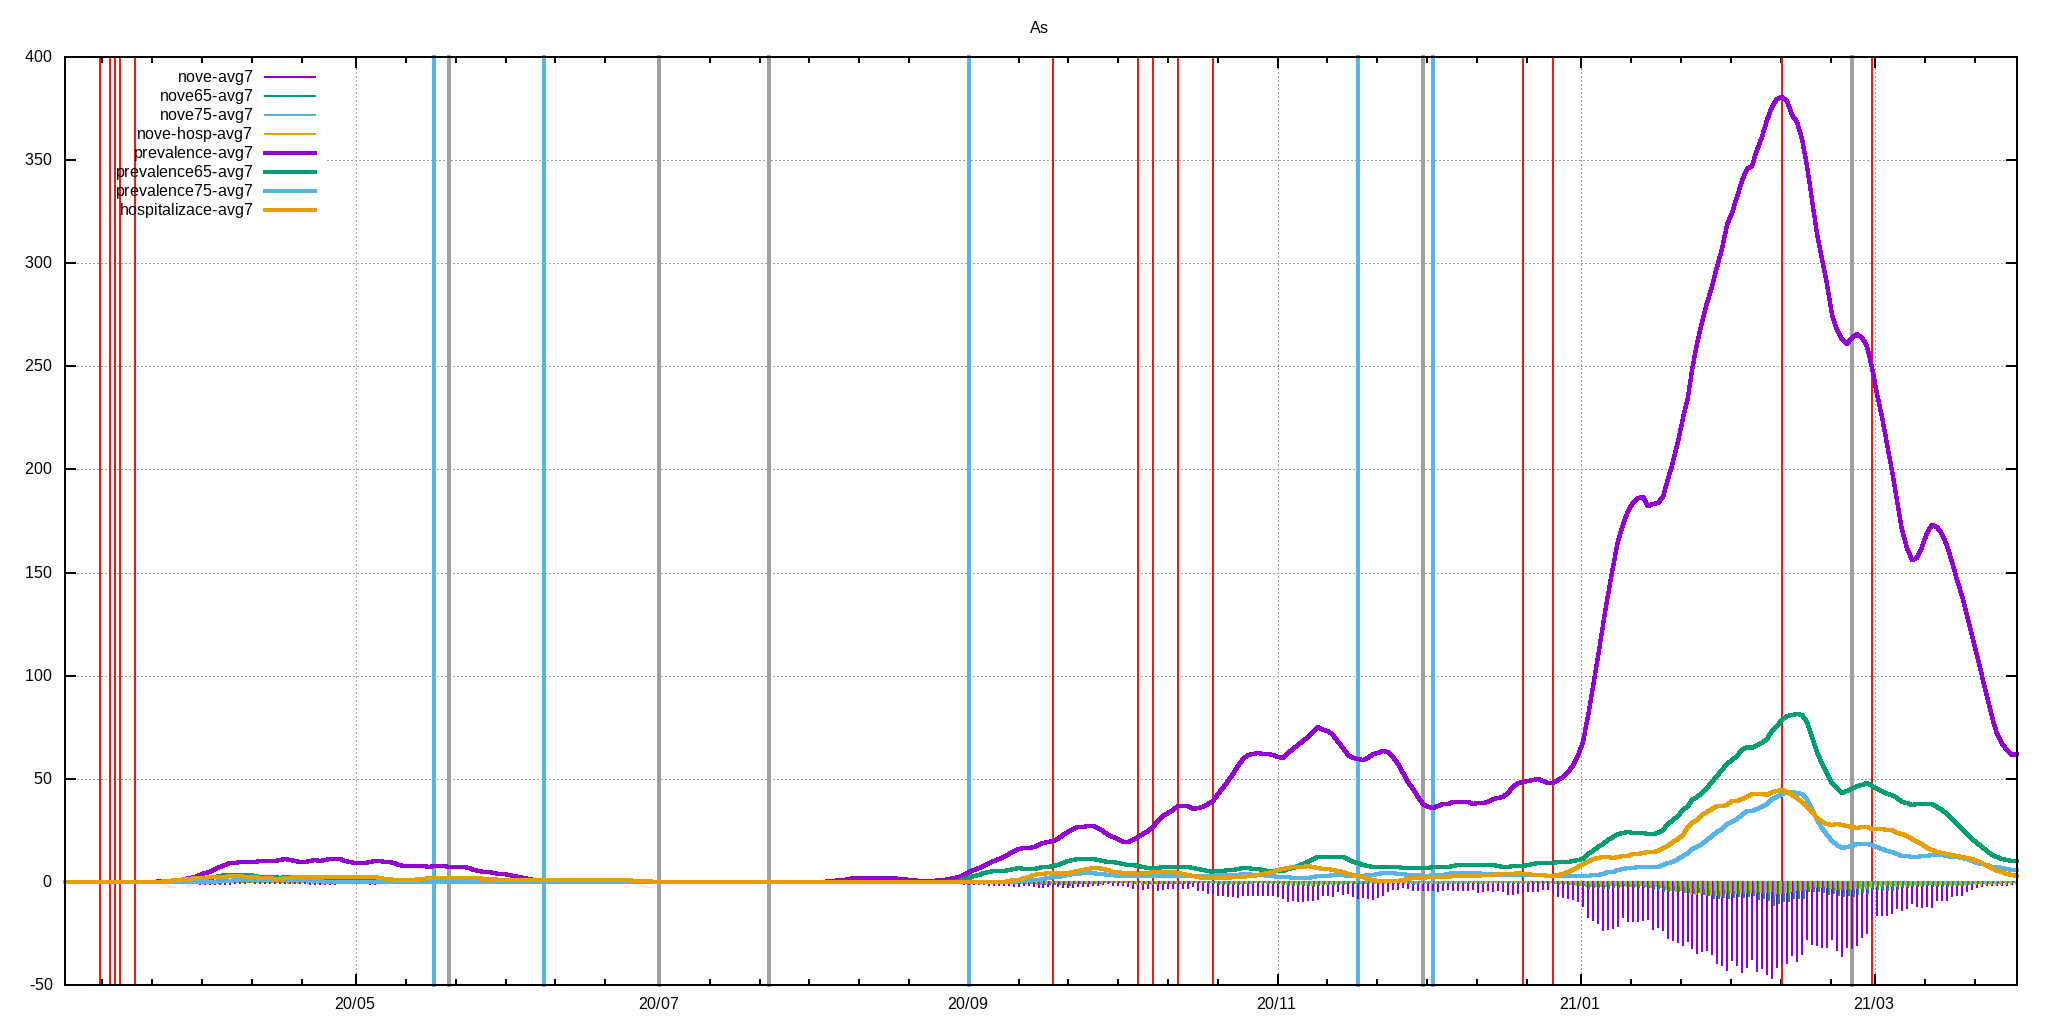 As
400
350
300
250
200
150
100
50
0
-50
nove-avg7
nove65-avg7
nove75-avg7
nove-hosp-avg7
prevalence-avg7
prevalence65-avg7
prevalence75-avg7
hospitalizace-avg7
20/05
20/07
20/09
20/11
21/01
21/03